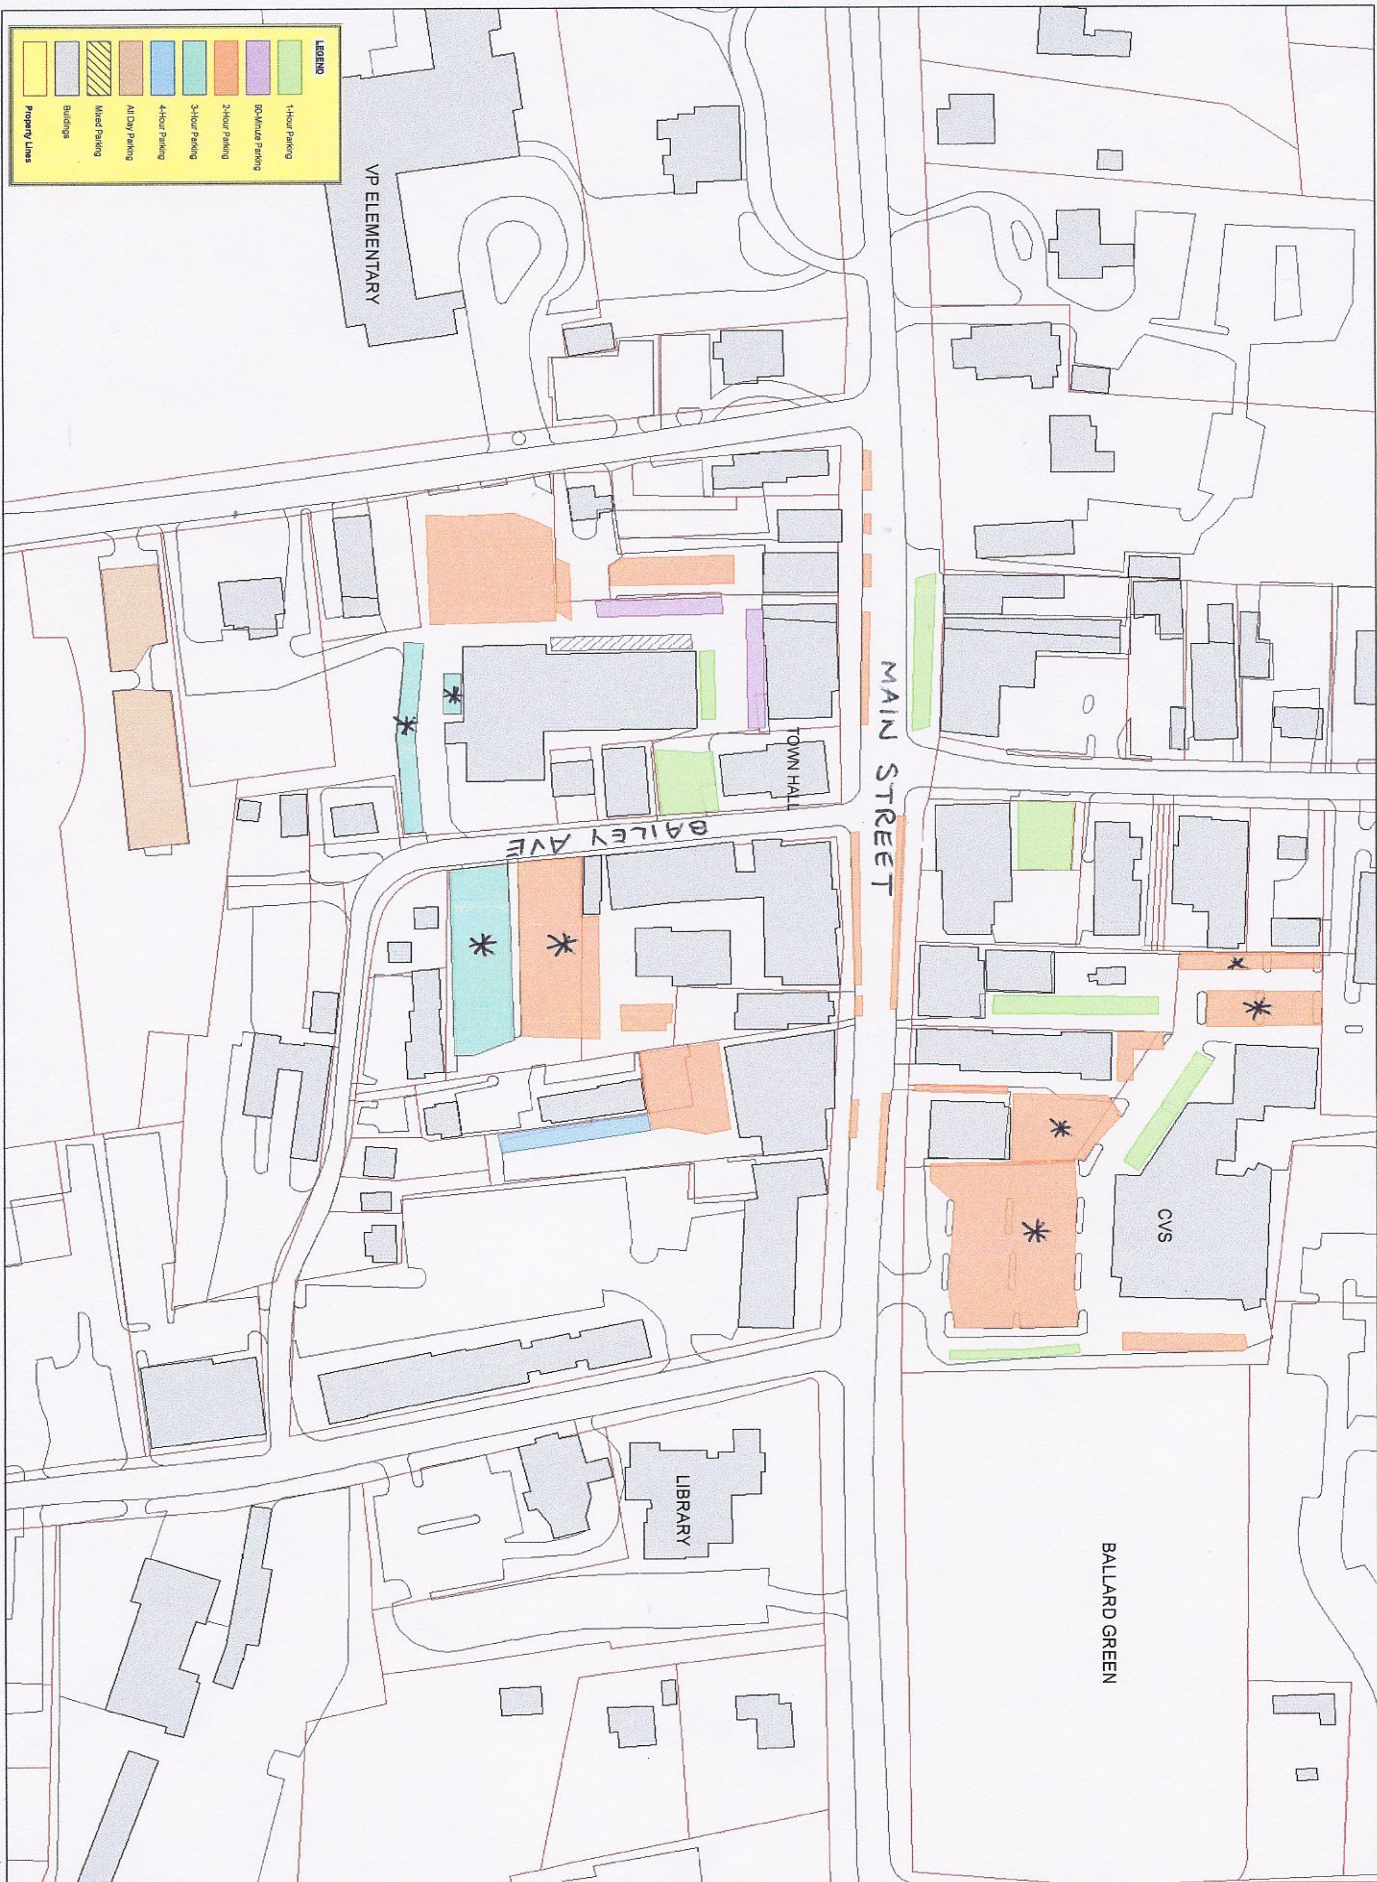 LEGEND
1-Hour Parking
90-Minute Parking
2-Hour Parking
3-Hour Parking
4-Hour Parking
All Day Parking
Mixed Parking
Buildings
Property Lines
VP ELEMENTARY
MAIN STREET
TOWN HALL
BAILEY AVE
CVS
LIBRARY
BALLARD GREEN